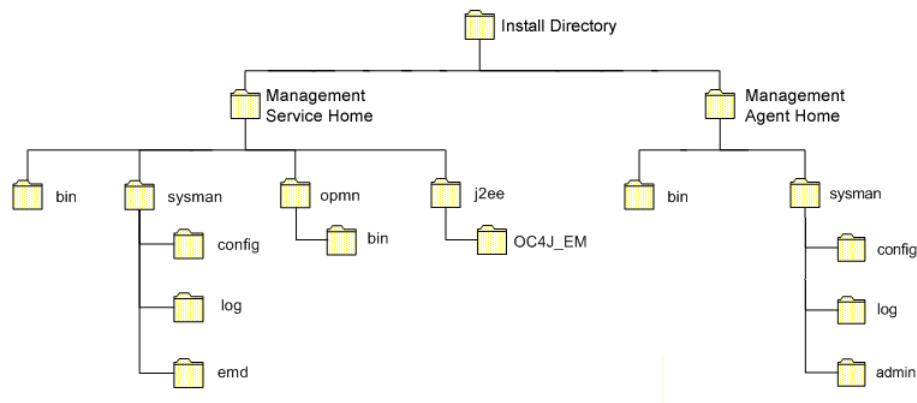 Install Directory
Management
Service Home
Management
Agent Home
bin
sysman
opmn
j2ee
bin
sysman
config
bin
OC4J_EM
config
log
log
emd
admin